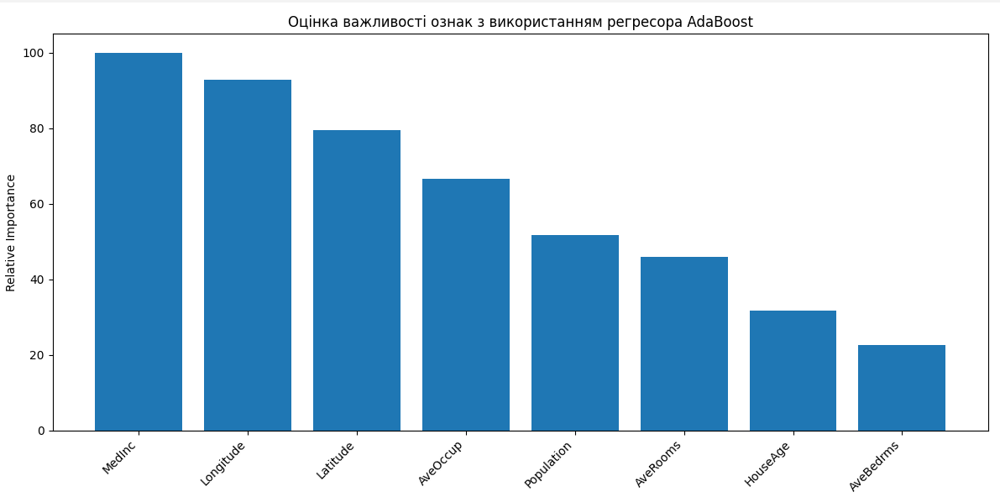 Оцінка важливості ознак з використанням регресора AdaBoost
Relative Importance
100
80
60
40
20
0
MedInc
Longitude
Latitude
AveOccup
Population
AveRooms
HouseAge
AveBedrms